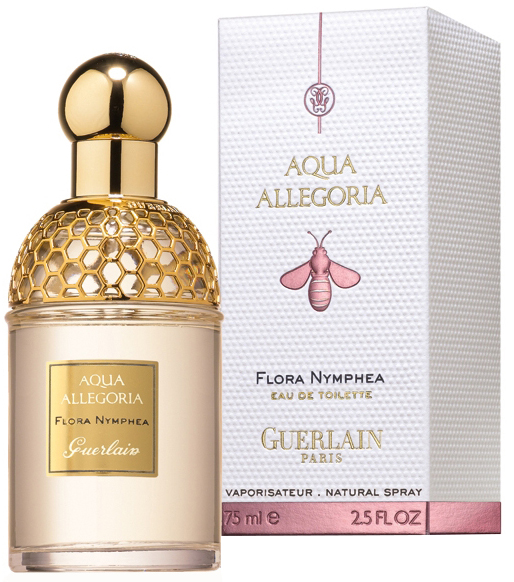 AQUA
ALLEGORIA
FLORA NYMPHEA
Guerlain
AQUA
ALLEGORIA
FLORA NYMPHEA
EAU DE TOILETTE
GUERLAIN
PARIS
VAPORISATEUR . NATURAL SPRAY
75 ml e 2.5 FL OZ